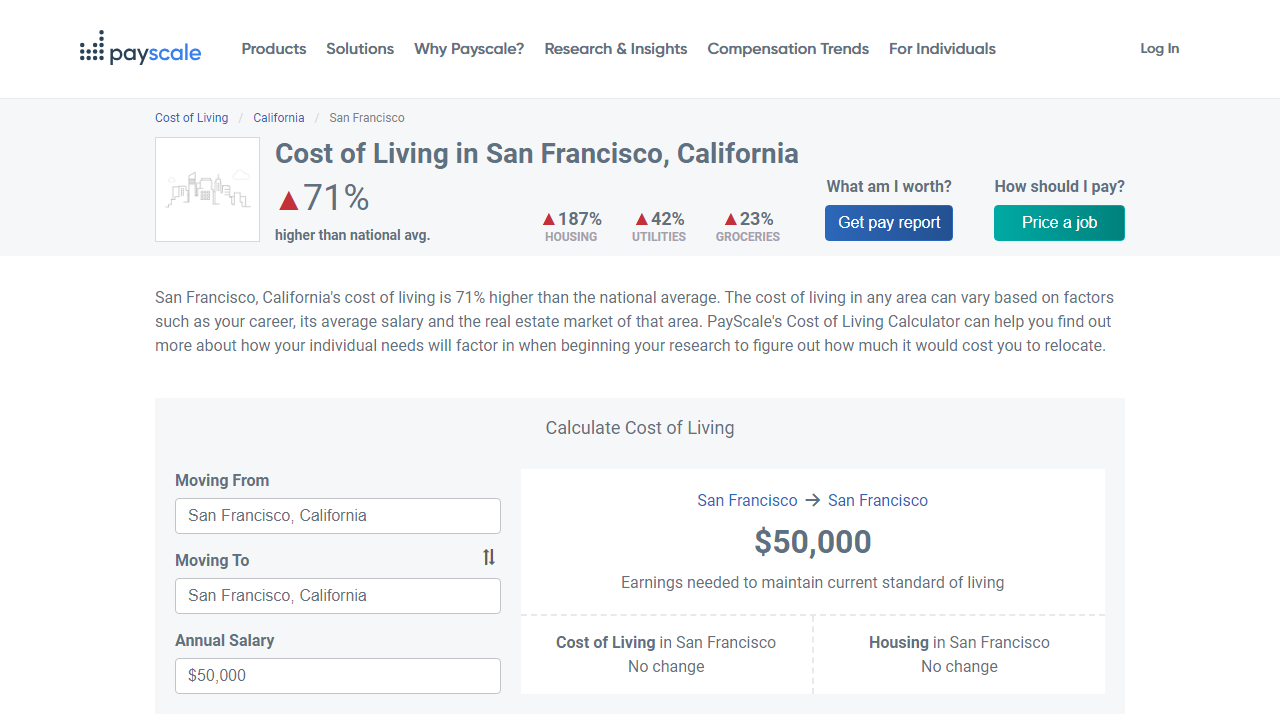 payscale
Products Solutions Why Payscale? Research & Insights Compensation Trends For Individuals Log In
Cost of Living / California / San Francisco
Cost of Living in San Francisco, California
71%
higher than national avg.
187% 42% 23%
HOUSING UTILITIES GROCERIES
What am I worth? How should I pay?
Get pay report Price a job
San Francisco, California's cost of living is 71% higher than the national average. The cost of living in any area can vary based on factors
such as your career, its average salary and the real estate market of that area. PayScale's Cost of Living Calculator can help you find out
more about how your individual needs will factor in when beginning your research to figure out how much it would cost you to relocate.
Calculate Cost of Living
Moving From
San Francisco, California
Moving To
San Francisco, California
Annual Salary
$50,000
San Francisco → San Francisco
$50,000
Earnings needed to maintain current standard of living
Cost of Living in San Francisco
No change
Housing in San Francisco
No change